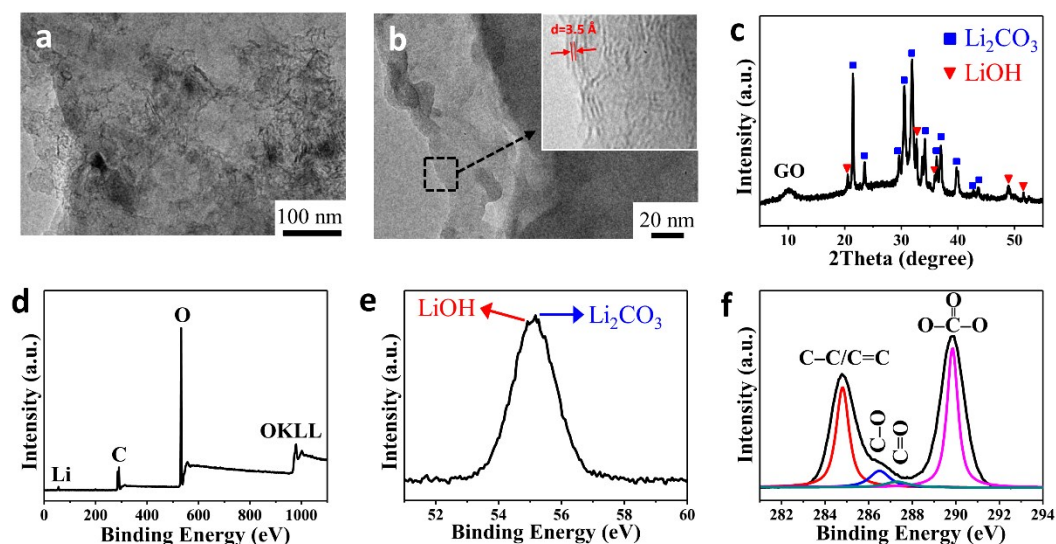 a
100 nm
b
d=3.5 Å
20 nm
c
Li₂CO₃
LiOH
GO
Intensity (a.u.)
10 20 30 40 50
2Theta (degree)
d
O
OKLL
C
Li
Intensity (a.u.)
0 200 400 600 800 1000
Binding Energy (eV)
e
LiOH
Li₂CO₃
Intensity (a.u.)
52 54 56 58 60
Binding Energy (eV)
f
O
O–C–O
C–C/C=C
C–O
C=O
Intensity (a.u.)
282 284 286 288 290 292 294
Binding Energy (eV)